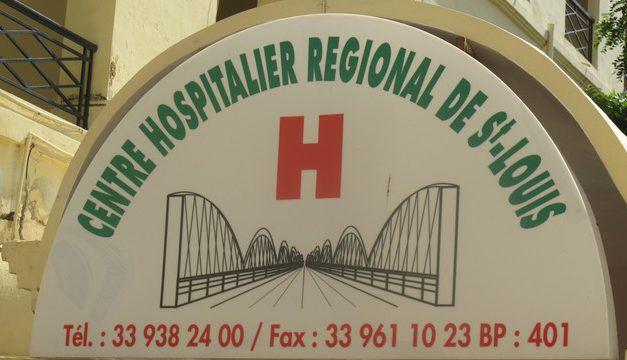 CENTRE HOSPITALIER REGIONAL DE St-LOUIS
H
Tél. : 33 938 24 00 / Fax : 33 961 10 23 BP : 401